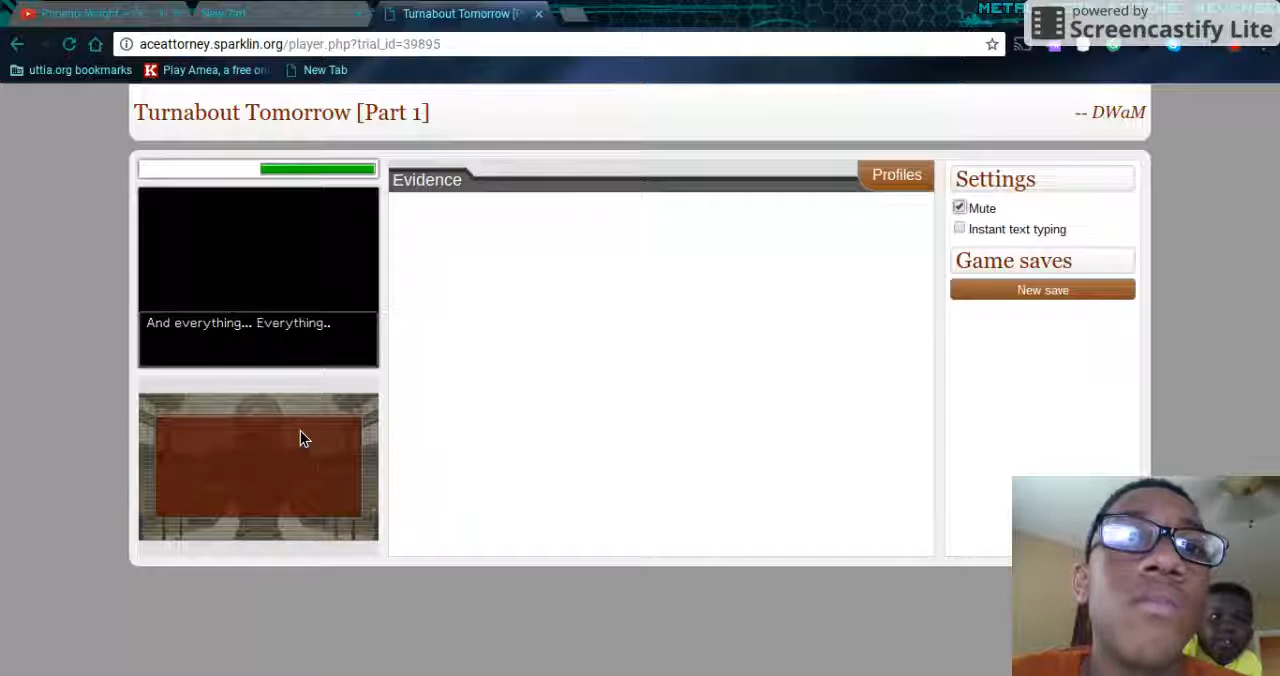 Turnabout Tomorrow [P
powered by
Screencastify Lite
aceattorney.sparklin.org/player.php?trial_id=39895
uttia.org bookmarks
Play Amea, a free on
New Tab
Turnabout Tomorrow [Part 1]
-- DWaM
Evidence
Profiles
And everything... Everything..
Settings
Mute
Instant text typing
Game saves
New save